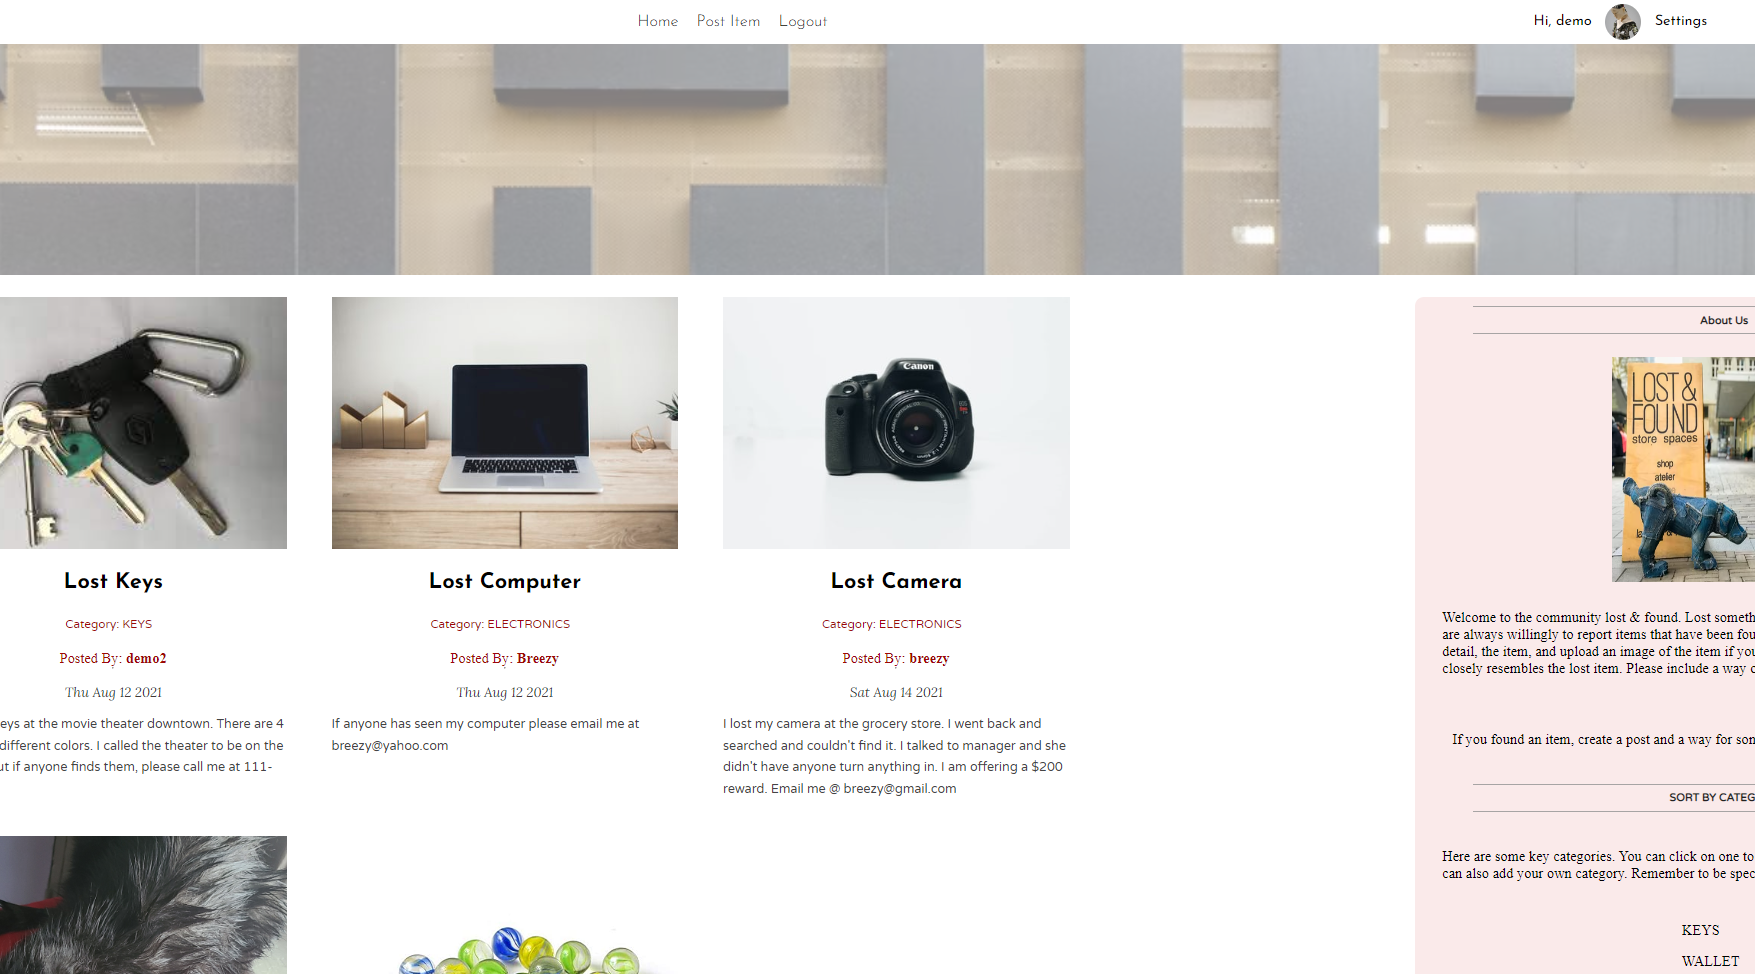 Home Post Item Logout
Hi, demo Settings
Canon
Lost Keys
Category: KEYS
Posted By: demo2
Thu Aug 12 2021
eys at the movie theater downtown. There are 4
different colors. I called the theater to be on the
ut if anyone finds them, please call me at 111-
Lost Computer
Category: ELECTRONICS
Posted By: Breezy
Thu Aug 12 2021
If anyone has seen my computer please email me at
breezy@yahoo.com
Lost Camera
Category: ELECTRONICS
Posted By: breezy
Sat Aug 14 2021
I lost my camera at the grocery store. I went back and
searched and couldn't find it. I talked to manager and she
didn't have anyone turn anything in. I am offering a $200
reward. Email me @ breezy@gmail.com
About Us
LOST &
FOUND
store spaces
shop
atelier
Welcome to the community lost & found. Lost someth
are always willingly to report items that have been fou
detail, the item, and upload an image of the item if you
closely resembles the lost item. Please include a way
If you found an item, create a post and a way for som
SORT BY CATEG
Here are some key categories. You can click on one to
can also add your own category. Remember to be spec
KEYS
WALLET